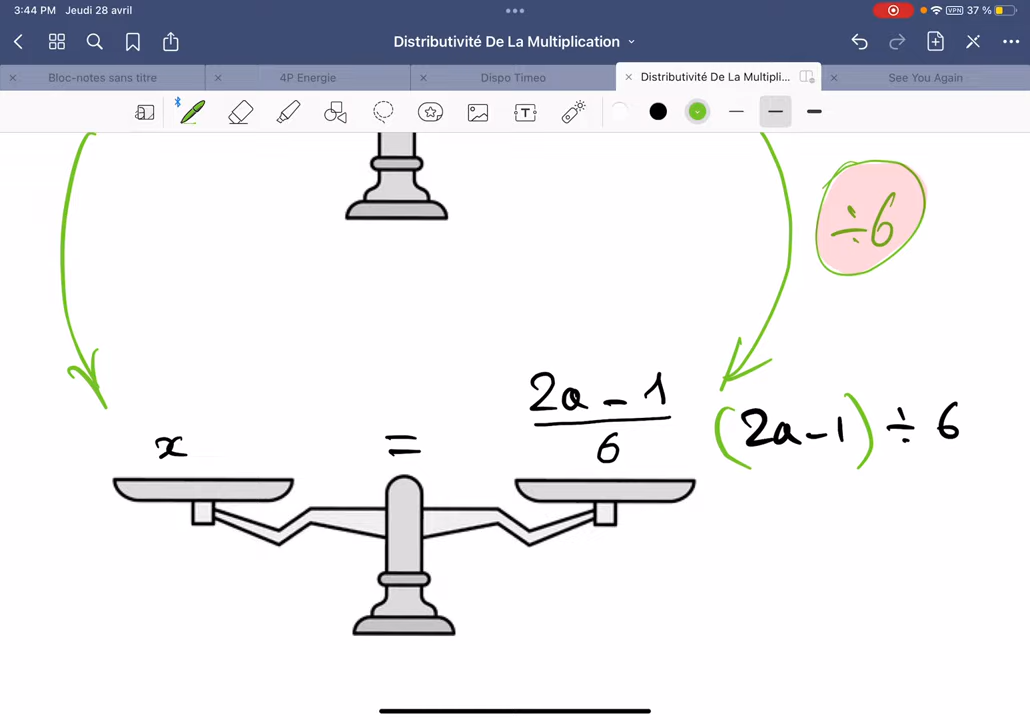 3:44 PM Jeudi 28 avril
VPN 37 %
Distributivité De La Multiplication
Bloc-notes sans titre
4P Energie
Dispo Timeo
Distributivité De La Multipli...
See You Again
÷6
x = 2a - 1 / 6 (2a-1) ÷ 6